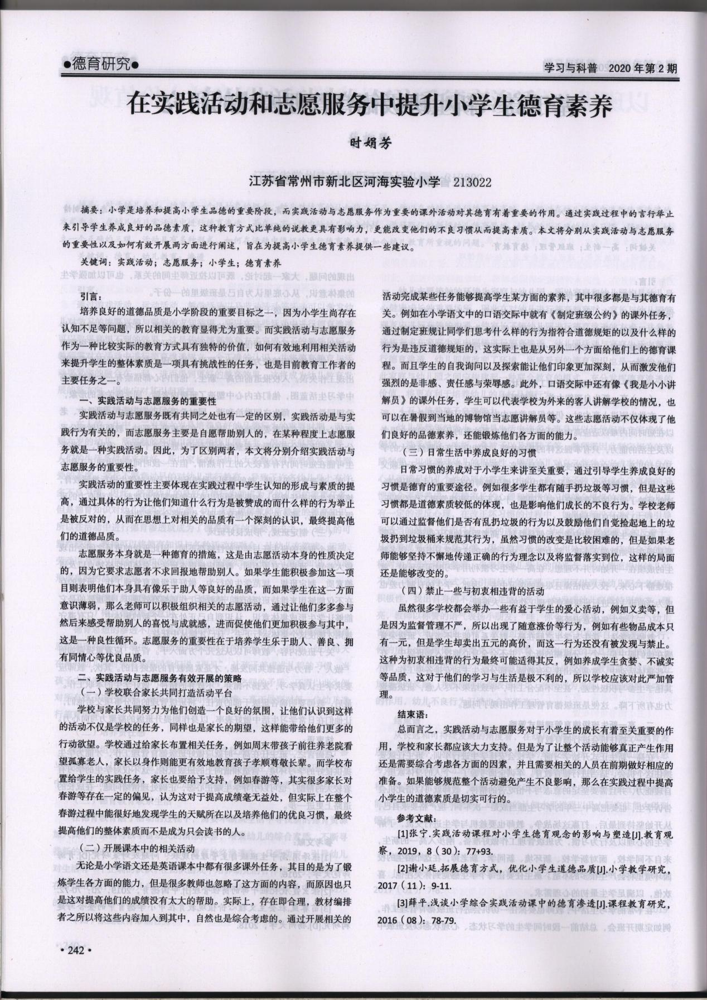 ●德育研究●
学习与科普 2020年第2期
在实践活动和志愿服务中提升小学生德育素养
时娟芳
江苏省常州市新北区河海实验小学 213022
摘要：小学是培养和提高小学生品德的重要阶段，而实践活动与志愿服务作为重要的课外活动对其德育有着重要的作用。通过实践过程中的言行举止
来引导学生养成良好的品德素质，这种教育方式比单纯的说教更具有影响力，更能改变他们的不良习惯从而提高素质。本文将分别从实践活动与志愿服务
的重要性以及如何有效开展两方面进行阐述，旨在为提高小学生德育素养提供一些建议。
关键词：实践活动；志愿服务；小学生；德育素养
引言：
培养良好的道德品质是小学阶段的重要目标之一，因为小学生尚存在
认知不足等问题，所以相关的教育显得尤为重要。而实践活动与志愿服务
作为一种比较实际的教育方式具有独特的价值，如何有效地利用相关活动
来提升学生的整体素质是一项具有挑战性的任务，也是目前教育工作者的
主要任务之一。
一、实践活动与志愿服务的重要性
实践活动与志愿服务既有共同之处也有一定的区别，实践活动是与实
践行为有关的，而志愿服务主要是自愿帮助别人的，在某种程度上志愿服
务就是一种实践活动。因此，为了区别两者，本文将分别介绍实践活动与
志愿服务的重要性。
实践活动的重要性主要体现在实践过程中学生认知的形成与素质的提
高，通过具体的行为让他们知道什么行为是被赞成的而什么样的行为举止
是被反对的，从而在思想上对相关的品质有一个深刻的认识，最终提高他
们的道德品质。
志愿服务本身就是一种德育的措施，这是由志愿活动本身的性质决定
的，因为它要求志愿者不求回报地帮助别人。如果学生能积极参加这一项
目则表明他们本身具有像乐于助人等良好的品质，而如果学生在这一方面
意识薄弱，那么老师可以积极组织相关的志愿活动，通过让他们多多参与
然后来感受帮助别人的喜悦与成就感，进而促使他们更加积极参与其中，
这是一种良性循环。志愿服务的重要性在于培养学生乐于助人、善良、拥
有同情心等优良品质。
二、实践活动与志愿服务有效开展的策略
（一）学校联合家长共同打造活动平台
学校与家长共同努力为他们创造一个良好的氛围，让他们认识到这样
的活动不仅是学校的任务，同样也是家长的期望，这样能带给他们更多的
行动欲望。学校通过给家长布置相关任务，例如周末带孩子前往养老院看
望孤寡老人，家长以身作则能更有效地教育孩子孝顺尊敬长辈。而学校布
置给学生的实践任务，家长也要给予支持，例如春游等，其实很多家长对
春游等存在一定的偏见，认为这对于提高成绩毫无益处，但实际上在整个
春游过程中能很好地发现学生的天赋所在以及培养他们的优良习惯，最终
提高他们的整体素质而不是成为只会读书的人。
（二）开展课本中的相关活动
无论是小学语文还是英语课本中都有很多课外任务，其目的是为了锻
炼学生各方面的能力，但是很多教师也忽略了这方面的内容，而原因也只
是这对提高他们的成绩没有太大的帮助。实际上，存在即合理，教材编排
者之所以将这些内容加入到其中，自然也是综合考虑的。通过开展相关的
活动完成某些任务能够提高学生某方面的素养，其中很多都是与其德育有
关。例如在小学语文中的口语交际中就有《制定班级公约》的课外任务，
通过制定班规让同学们思考什么样的行为指符合道德规矩的以及什么样的
行为是违反道德规矩的，这实际上也是从另外一个方面给他们上的德育课
程。而且学生的自我询问以及探索能让他们印象更加深刻，从而激发他们
强烈的是非感、责任感与荣辱感。此外，口语交际中还有像《我是小小讲
解员》的课外任务，学生可以代表学校为外来的客人讲解学校的情况，也
可以在暑假到当地的博物馆当志愿讲解员等。这些志愿活动不仅体现了他
们良好的品德素养，还能锻炼他们各方面的能力。
（三）日常生活中养成良好的习惯
日常习惯的养成对于小学生来讲至关重要，通过引导学生养成良好的
习惯是德育的重要途径。例如很多学生都有随手扔垃圾等习惯，但是这些
习惯都是道德素质较低的体现，也是影响他们成长的不良行为。学校老师
可以通过监督他们是否有乱扔垃圾的行为以及鼓励他们自觉捡起地上的垃
圾扔到垃圾桶来规范其行为，虽然习惯的改变是比较困难的，但是如果老
师能够坚持不懈地传递正确的行为理念以及将监督落实到位，这样的局面
还是能够改变的。
（四）禁止一些与初衷相违背的活动
虽然很多学校都会举办一些有益于学生的爱心活动，例如义卖等，但
是因为监督管理不严，所以出现了随意涨价等行为，例如有些物品成本只
有一元，但是学生却卖出五元的高价，而这一行为还没有被发现与禁止。
这种为初衷相违背的行为最终可能适得其反，例如养成学生贪婪、不诚实
等品质，这对于他们的学习与生活是极不利的，所以学校应该对此严加管
理。
结束语：
总而言之，实践活动与志愿服务对于小学生的成长有着至关重要的作
用，学校和家长都应该大力支持。但是为了让整个活动能够真正产生作用
还是需要综合考虑各方面的因素，并且需要相关的人员在前期做好相应的
准备。如果能够规范整个活动避免产生不良影响，那么在实践过程中提高
小学生的道德素质是切实可行的。
参考文献：
[1]张宁.实践活动课程对小学生德育观念的影响与塑造[J].教育观
察，2019，8（30）：77+93.
[2]谢小廷.拓展德育方式，优化小学生道德品质[J].小学教学研究，
2017（11）：9-11.
[3]薛平.浅谈小学综合实践活动课中的德育渗透[J].课程教育研究，
2016（08）：78-79.
·242·